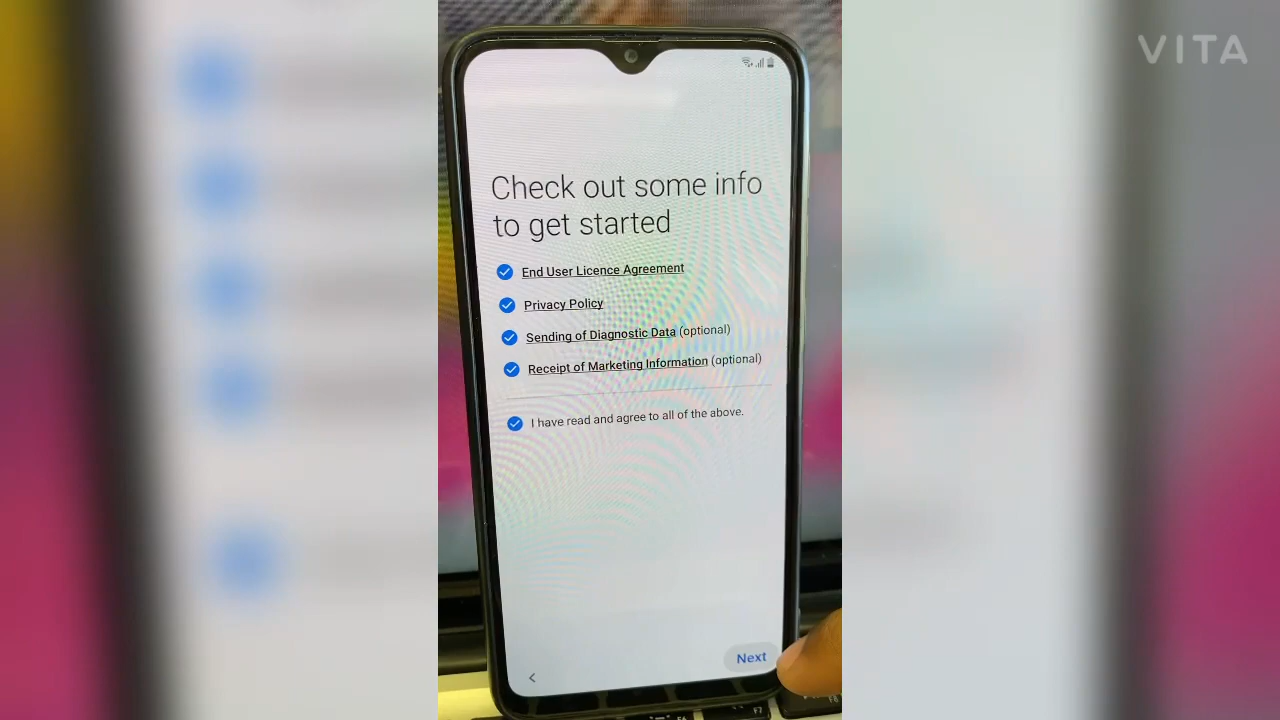 VITA
Check out some info
to get started
End User Licence Agreement
Privacy Policy
Sending of Diagnostic Data (optional)
Receipt of Marketing Information (optional)
I have read and agree to all of the above.
Next
F7